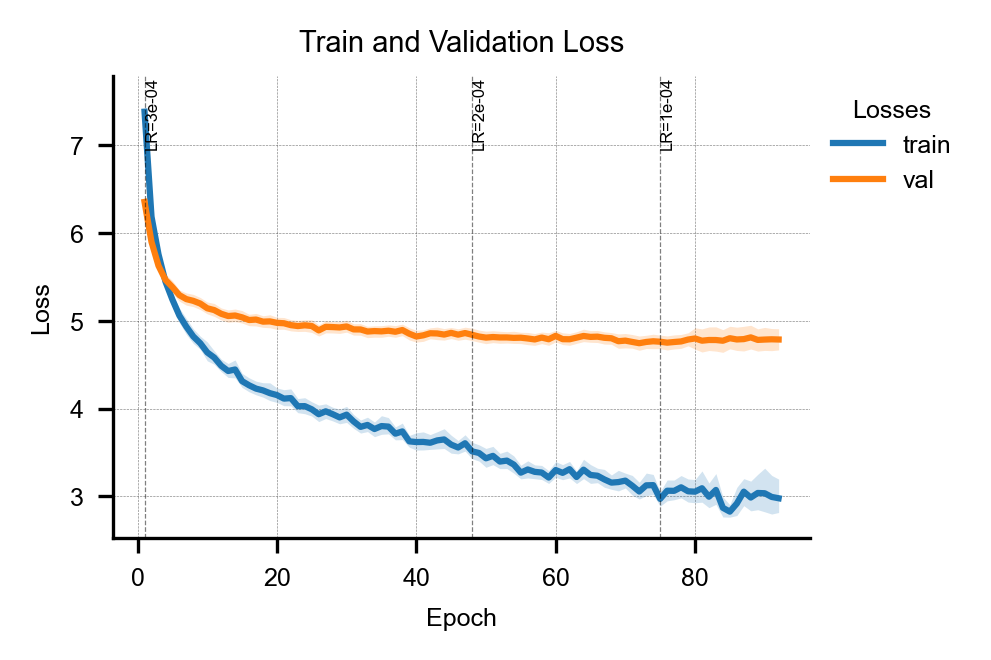 Train and Validation Loss
LR=3e-04
LR=2e-04
LR=1e-04
Losses
train
val
7
6
5
4
3
Loss
0 20 40 60 80
Epoch